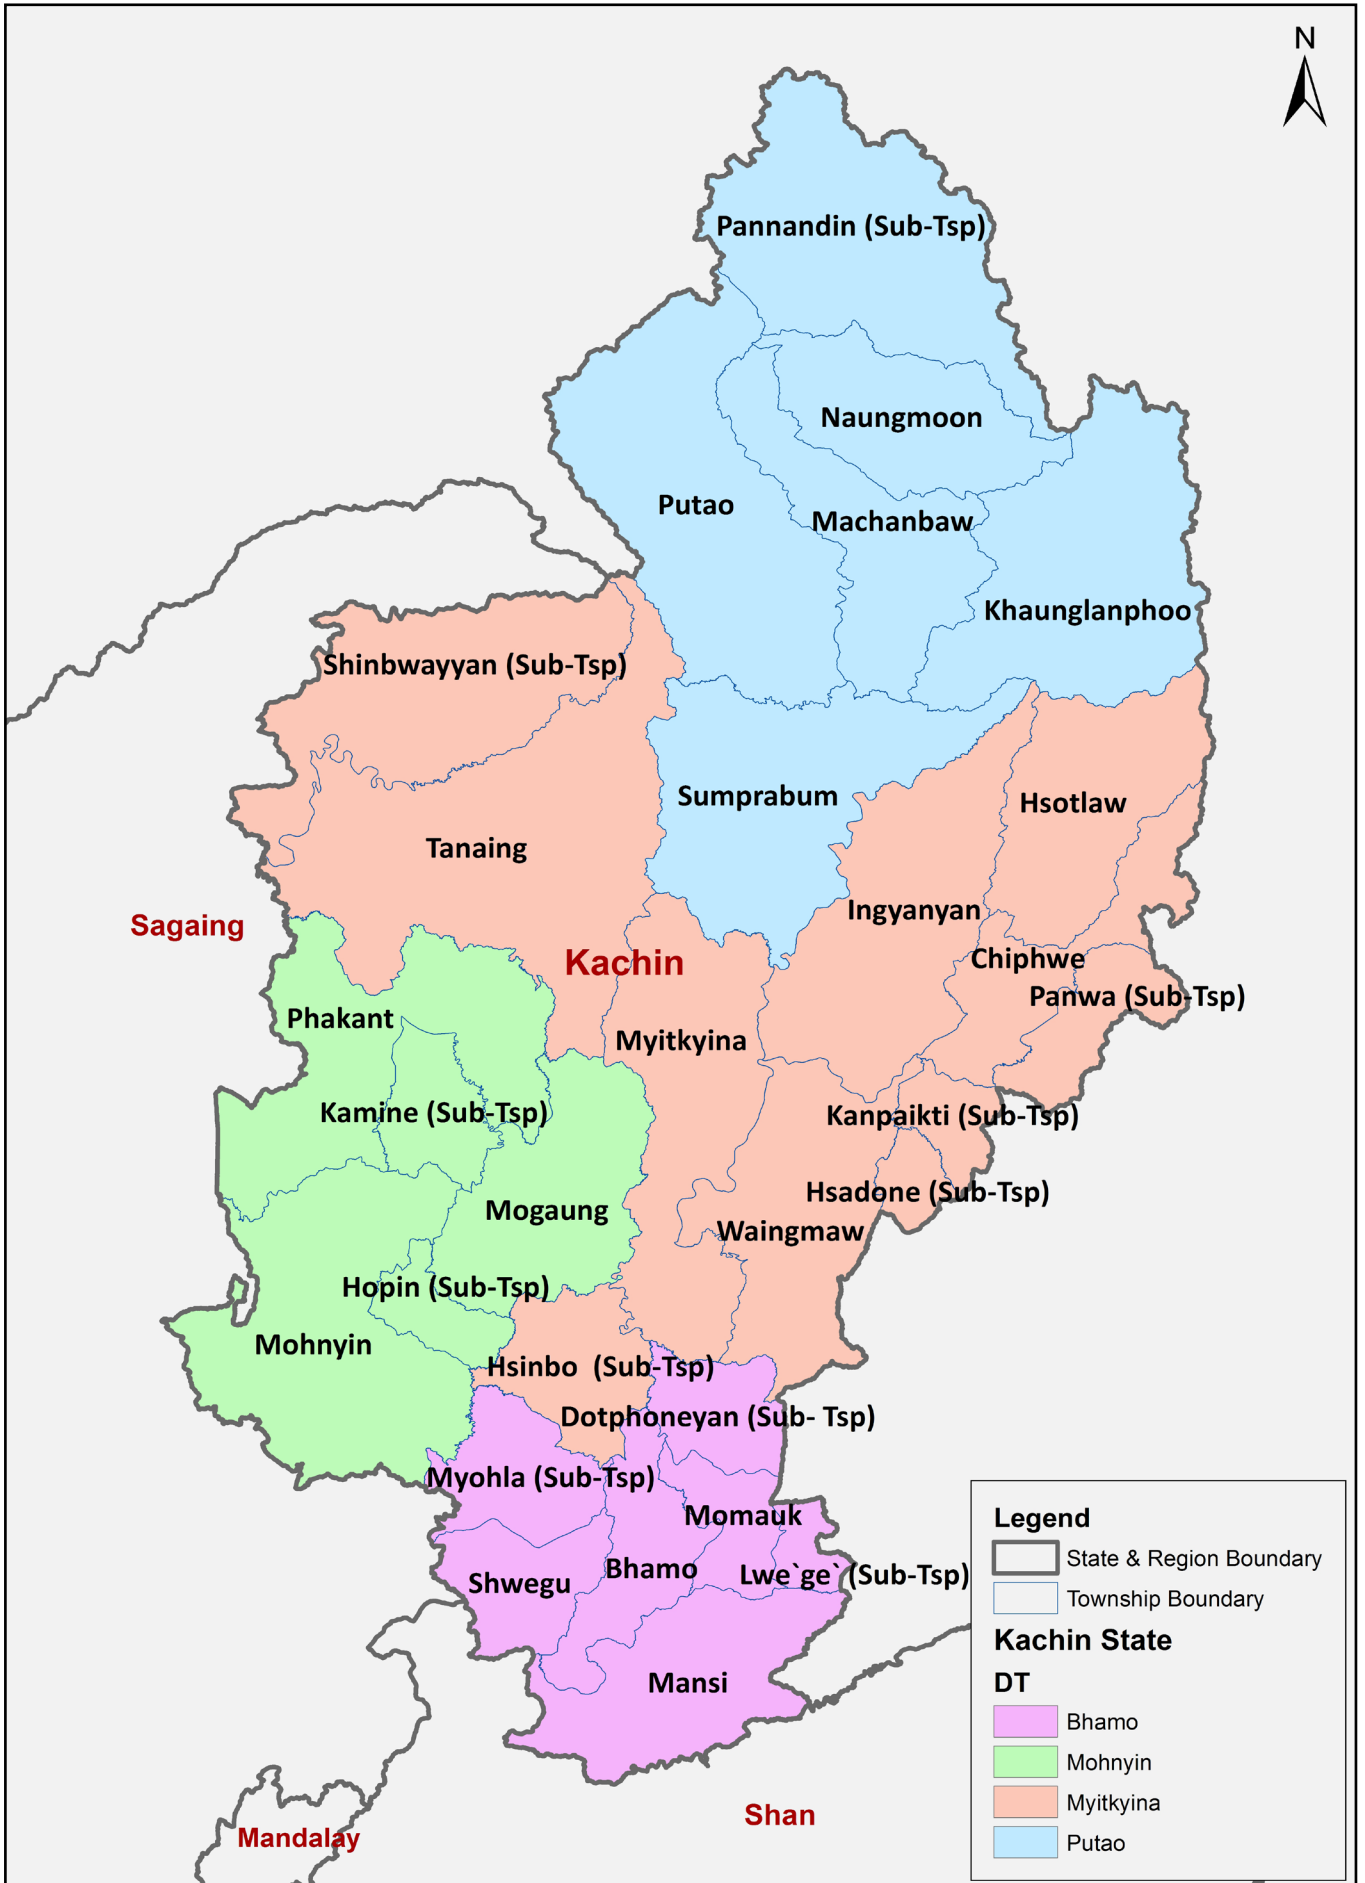 N
Pannandin (Sub-Tsp)
Naungmoon
Putao
Machanbaw
Khaunglanphoo
Shinbwayyan (Sub-Tsp)
Sumprabum
Hsotlaw
Tanaing
Ingyanyan
Sagaing
Kachin
Chiphwe
Panwa (Sub-Tsp)
Phakant
Myitkyina
Kamine (Sub-Tsp)
Kanpaikti (Sub-Tsp)
Hsadone (Sub-Tsp)
Mogaung
Waingmaw
Hopin (Sub-Tsp)
Mohnyin
Hsinbo  (Sub-Tsp)
Dotphoneyan (Sub- Tsp)
Myohla (Sub-Tsp)
Momauk
Bhamo
Lwe`ge` (Sub-Tsp)
Shwegu
Mansi
Shan
Mandalay
Legend
State & Region Boundary
Township Boundary
Kachin State
DT
Bhamo
Mohnyin
Myitkyina
Putao